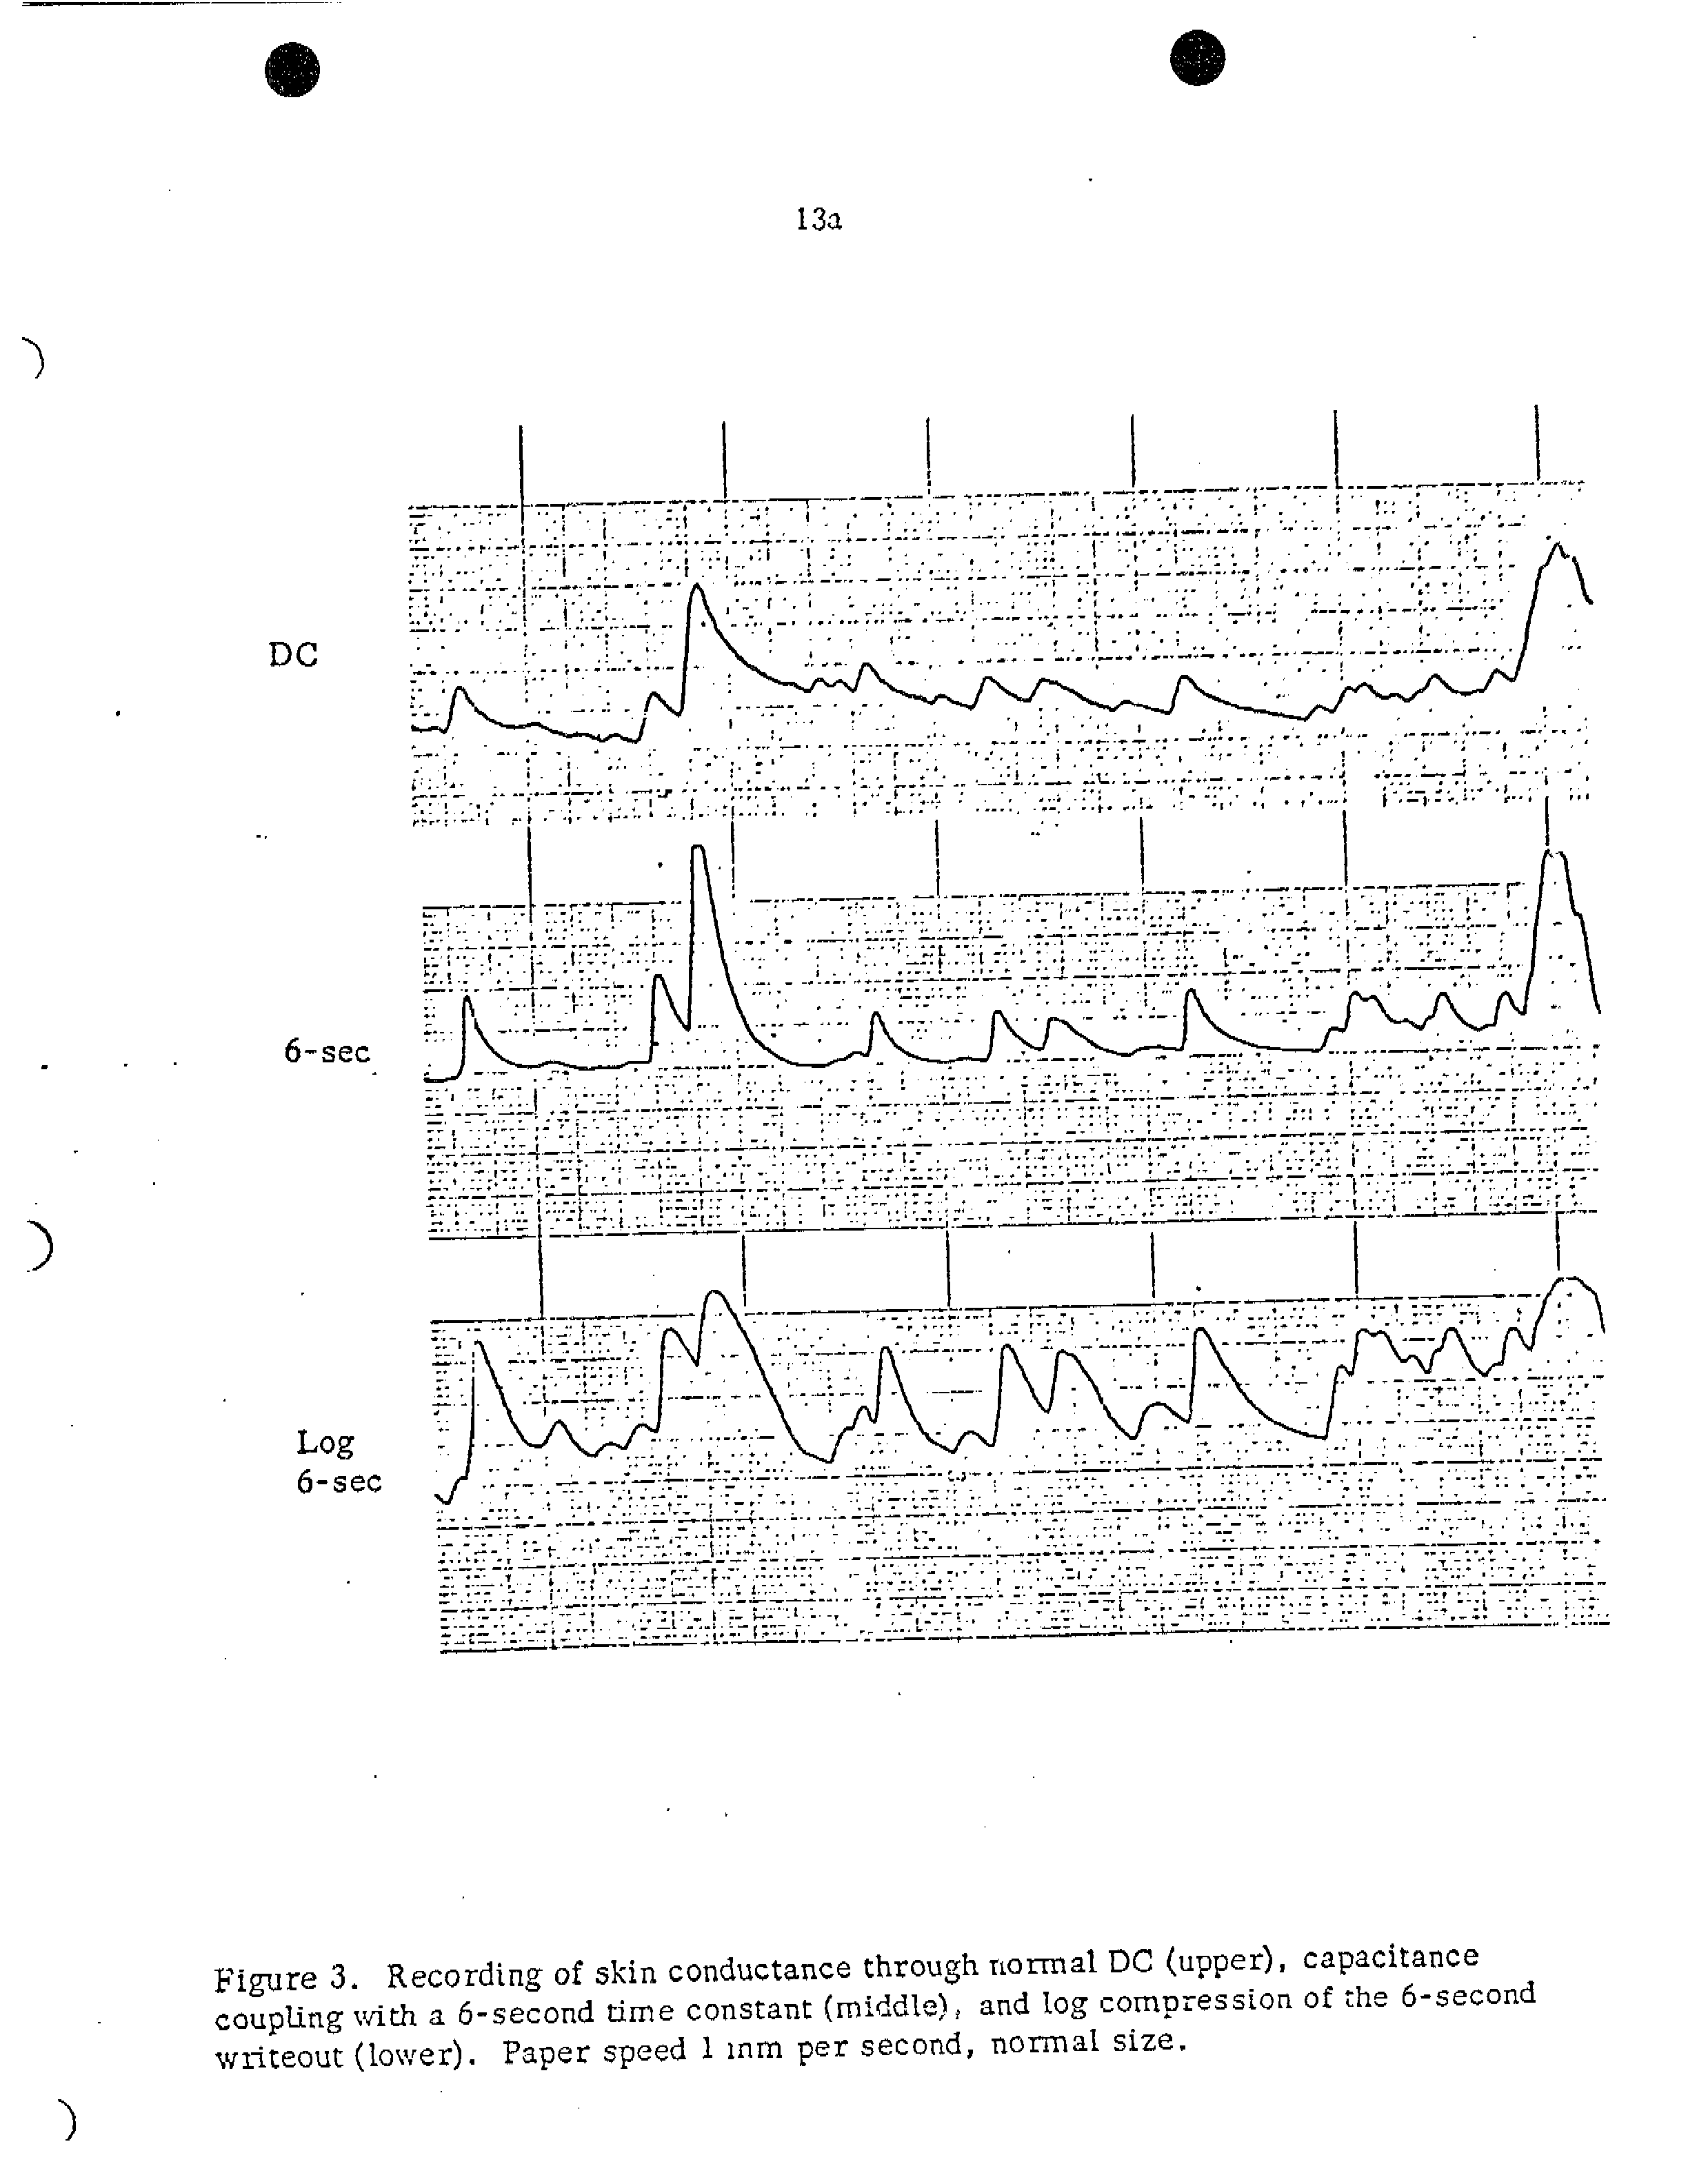 13a
DC
6-sec
Log
6-sec
Figure 3. Recording of skin conductance through normal DC (upper), capacitance
coupling with a 6-second time constant (middle), and log compression of the 6-second
writeout (lower). Paper speed 1 mm per second, normal size.